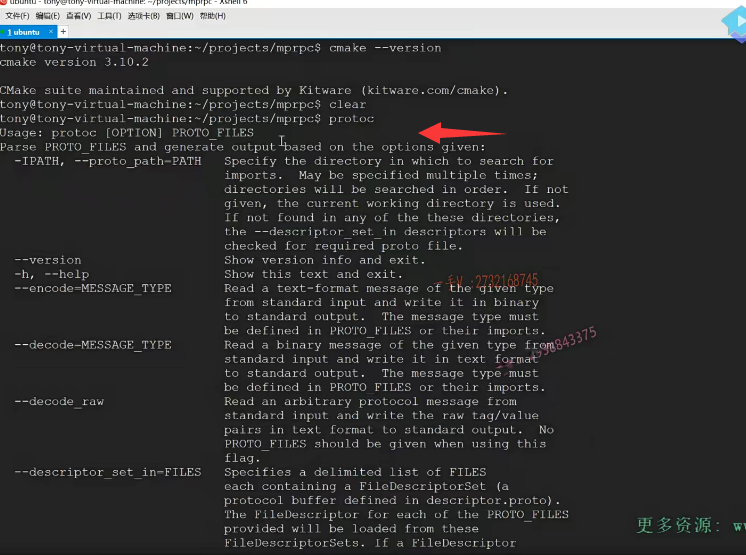 ubuntu - tony@tony-virtual-machine: ~/projects/mprpc - Xshell 6
文件(F) 编辑(E) 查看(V) 工具(T) 选项卡(B) 窗口(W) 帮助(H)
1 ubuntu × +
tony@tony-virtual-machine:~/projects/mprpc$ cmake --version
cmake version 3.10.2
CMake suite maintained and supported by Kitware (kitware.com/cmake).
tony@tony-virtual-machine:~/projects/mprpc$ clear
tony@tony-virtual-machine:~/projects/mprpc$ protoc
Usage: protoc [OPTION] PROTO_FILES
Parse PROTO_FILES and generate output based on the options given:
-IPATH, --proto_path=PATH Specify the directory in which to search for
imports. May be specified multiple times;
directories will be searched in order. If not
given, the current working directory is used.
If not found in any of the these directories,
the --descriptor_set_in descriptors will be
checked for required proto file.
--version Show version info and exit.
-h, --help Show this text and exit.
--encode=MESSAGE_TYPE Read a text-format message of the given type
from standard input and write it in binary
to standard output. The message type must
be defined in PROTO_FILES or their imports.
--decode=MESSAGE_TYPE Read a binary message of the given type from
standard input and write it in text format
to standard output. The message type must
be defined in PROTO_FILES or their imports.
--decode_raw Read an arbitrary protocol message from
standard input and write the raw tag/value
pairs in text format to standard output. No
PROTO_FILES should be given when using this
flag.
--descriptor_set_in=FILES Specifies a delimited list of FILES
each containing a FileDescriptorSet (a
protocol buffer defined in descriptor.proto).
The FileDescriptor for each of the PROTO_FILES
provided will be loaded from these
FileDescriptorSets. If a FileDescriptor
2732168745
更多资源: w